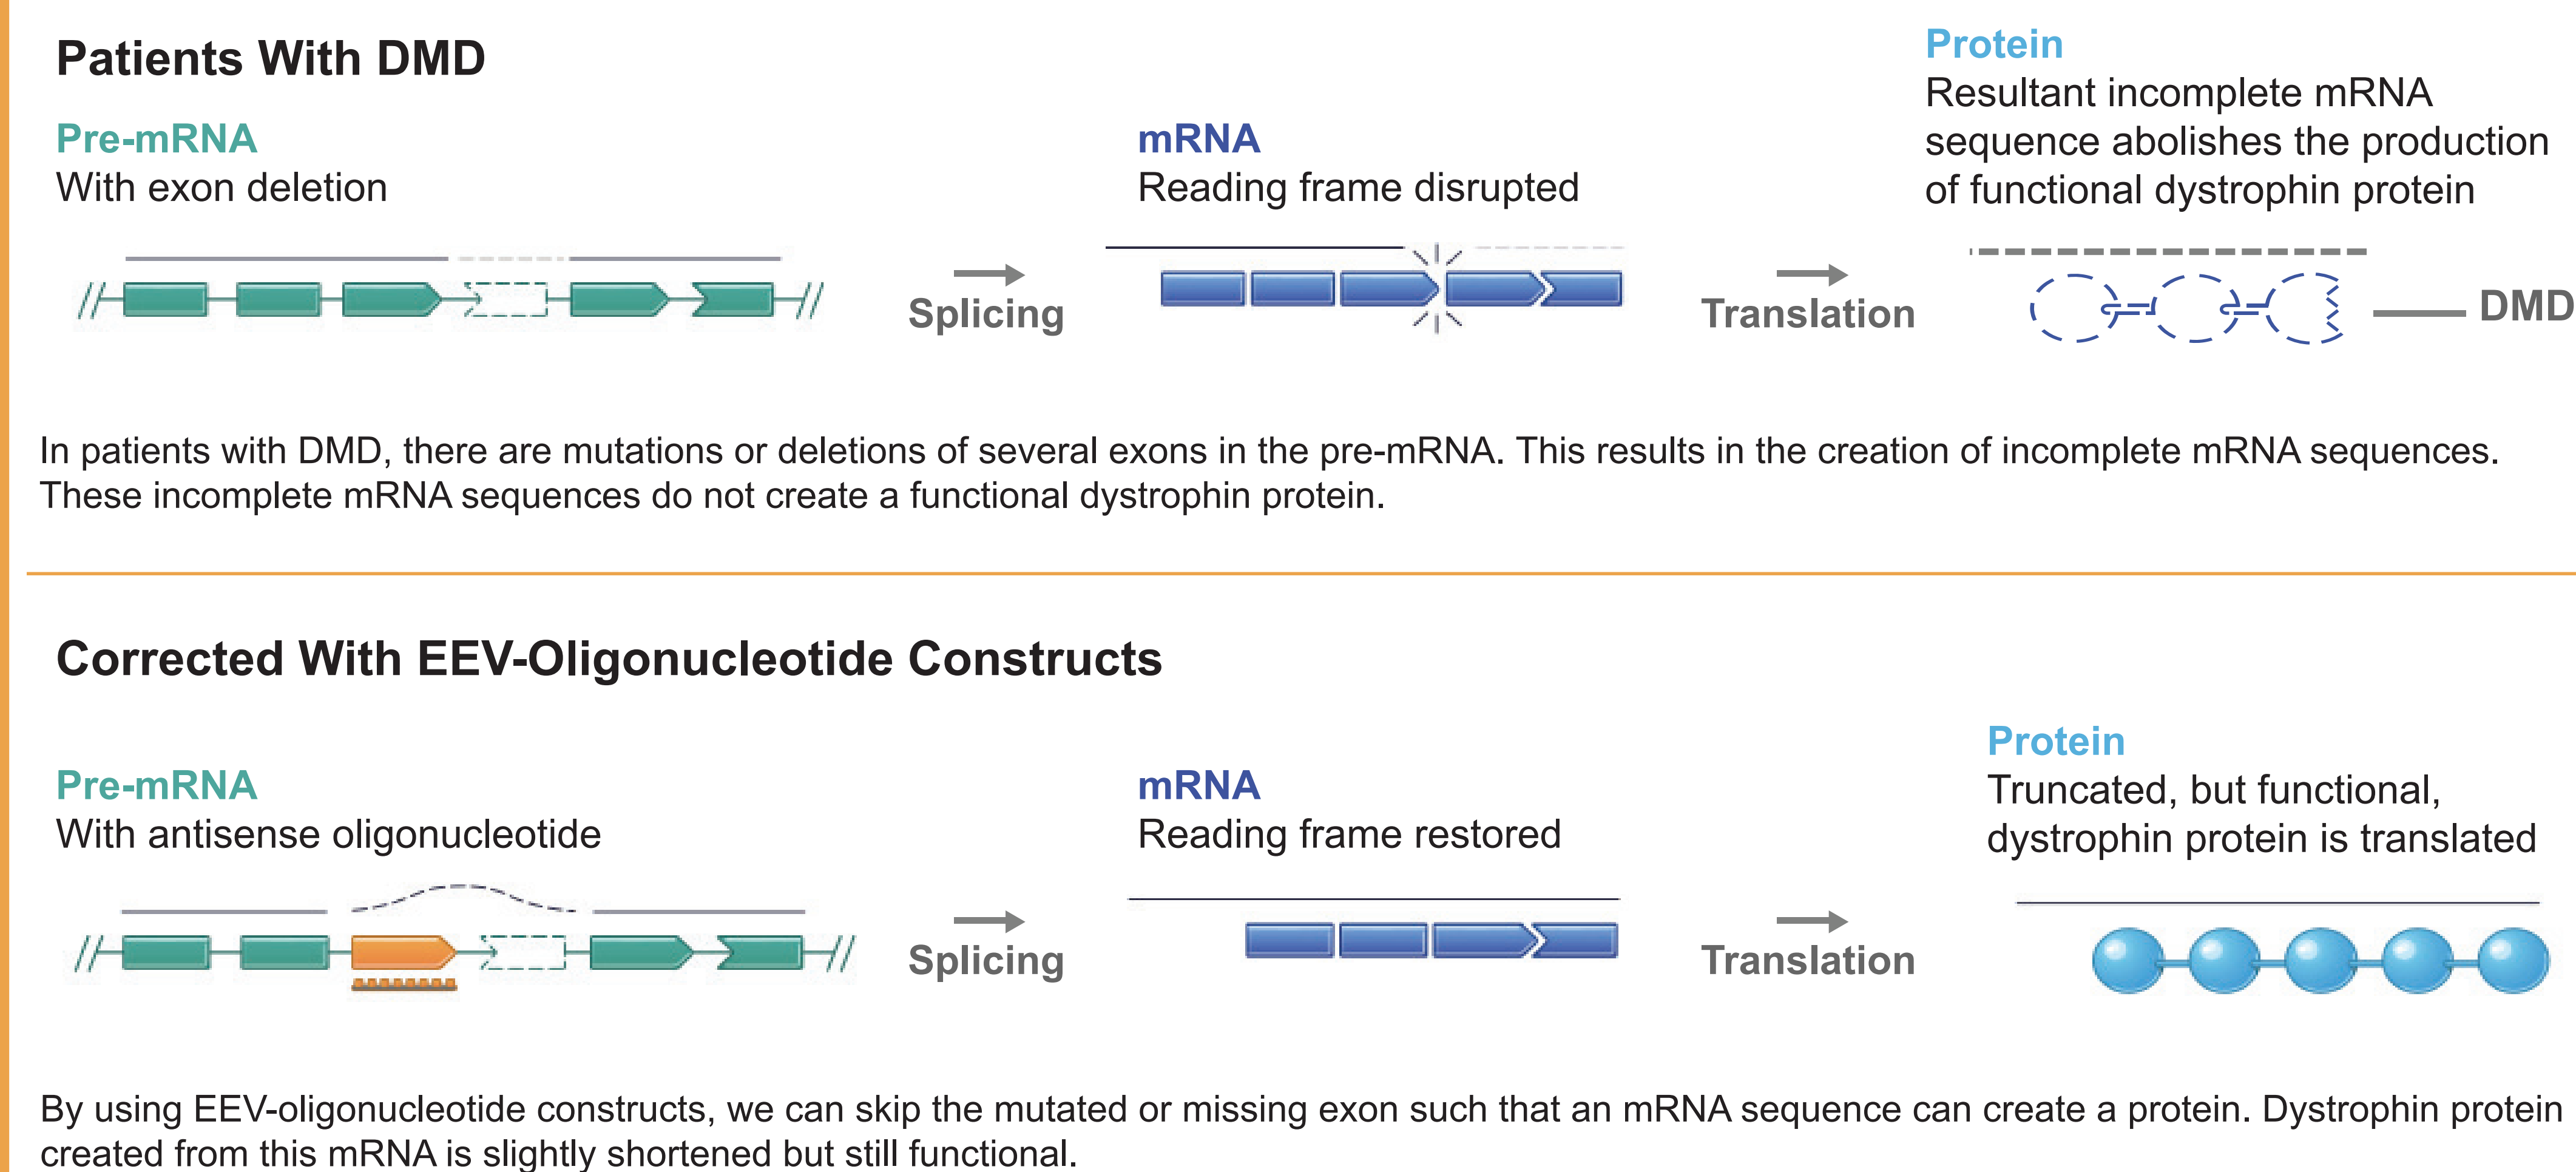 Patients With DMD
Pre-mRNA
With exon deletion
mRNA
Reading frame disrupted
Protein
Resultant incomplete mRNA
sequence abolishes the production
of functional dystrophin protein
Splicing
Translation
DMD
In patients with DMD, there are mutations or deletions of several exons in the pre-mRNA. This results in the creation of incomplete mRNA sequences.
These incomplete mRNA sequences do not create a functional dystrophin protein.
Corrected With EEV-Oligonucleotide Constructs
Pre-mRNA
With antisense oligonucleotide
mRNA
Reading frame restored
Protein
Truncated, but functional,
dystrophin protein is translated
Splicing
Translation
By using EEV-oligonucleotide constructs, we can skip the mutated or missing exon such that an mRNA sequence can create a protein. Dystrophin protein
created from this mRNA is slightly shortened but still functional.